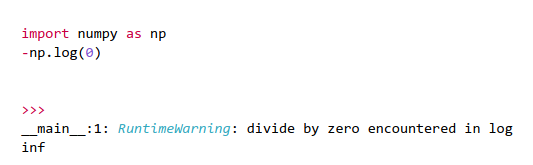 import numpy as np
-np.log(0)
>>>
__main__:1: RuntimeWarning: divide by zero encountered in log
inf